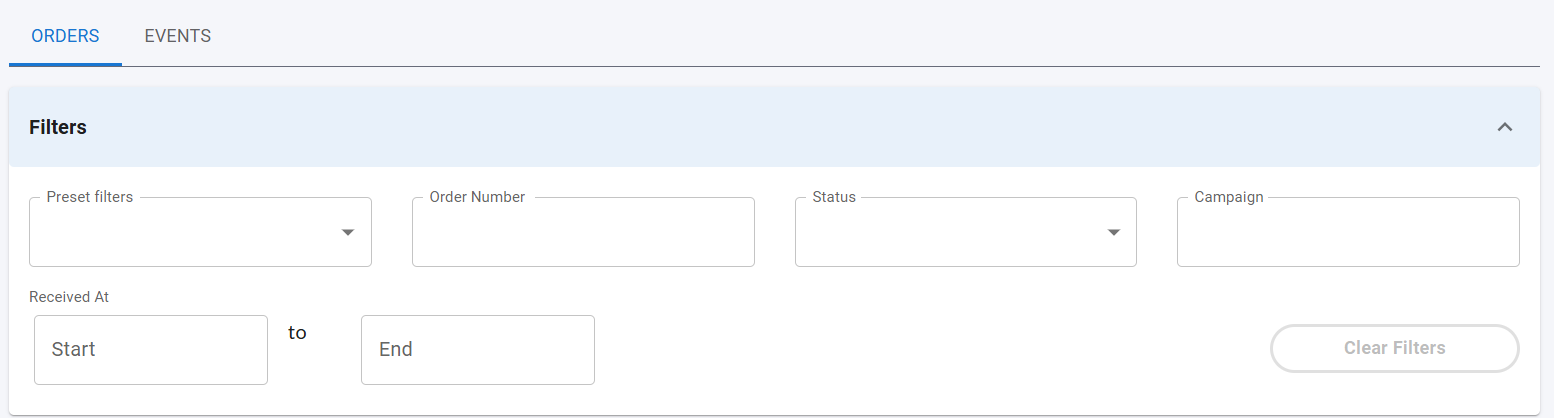 ORDERS EVENTS
Filters
Preset filters Order Number Status Campaign
Received At
Start to End Clear Filters